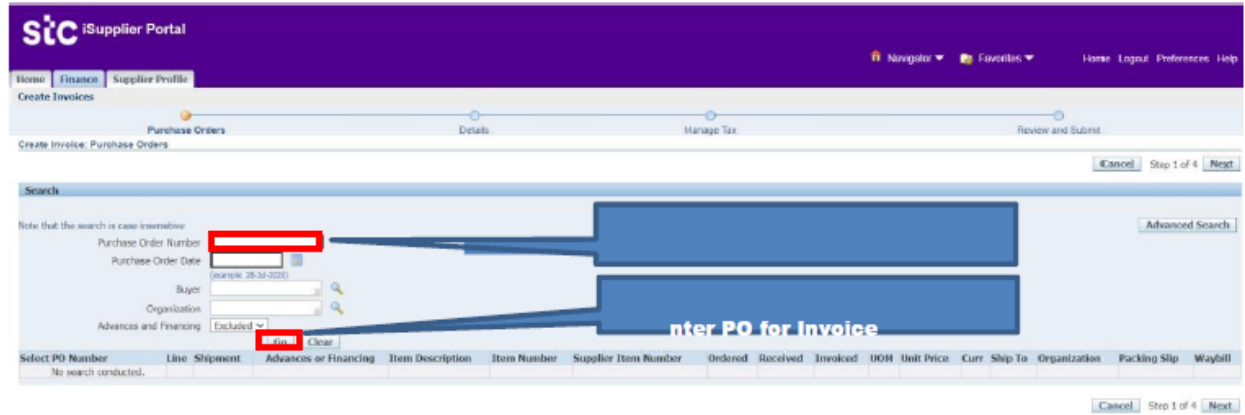 stc iSupplier Portal
Navigator Favorites Home Logout Preferences Help
Home Finance Supplier Profile
Create Invoices
Purchase Orders Details Manage Tax Review and Submit
Create Invoice: Purchase Orders
Cancel Step 1 of 4 Next
Search
Note that the search is case insensitive
Advanced Search
Purchase Order Number
Purchase Order Date
(example: 28-Jul-2020)
Buyer
Organization
Advances and Financing Excluded
nter PO for Invoice
Go Clear
Select PO Number Line Shipment Advances or Financing Item Description Item Number Supplier Item Number Ordered Received Invoiced UOM Unit Price Curr Ship To Organization Packing Slip Waybill
No search conducted.
Cancel Step 1 of 4 Next